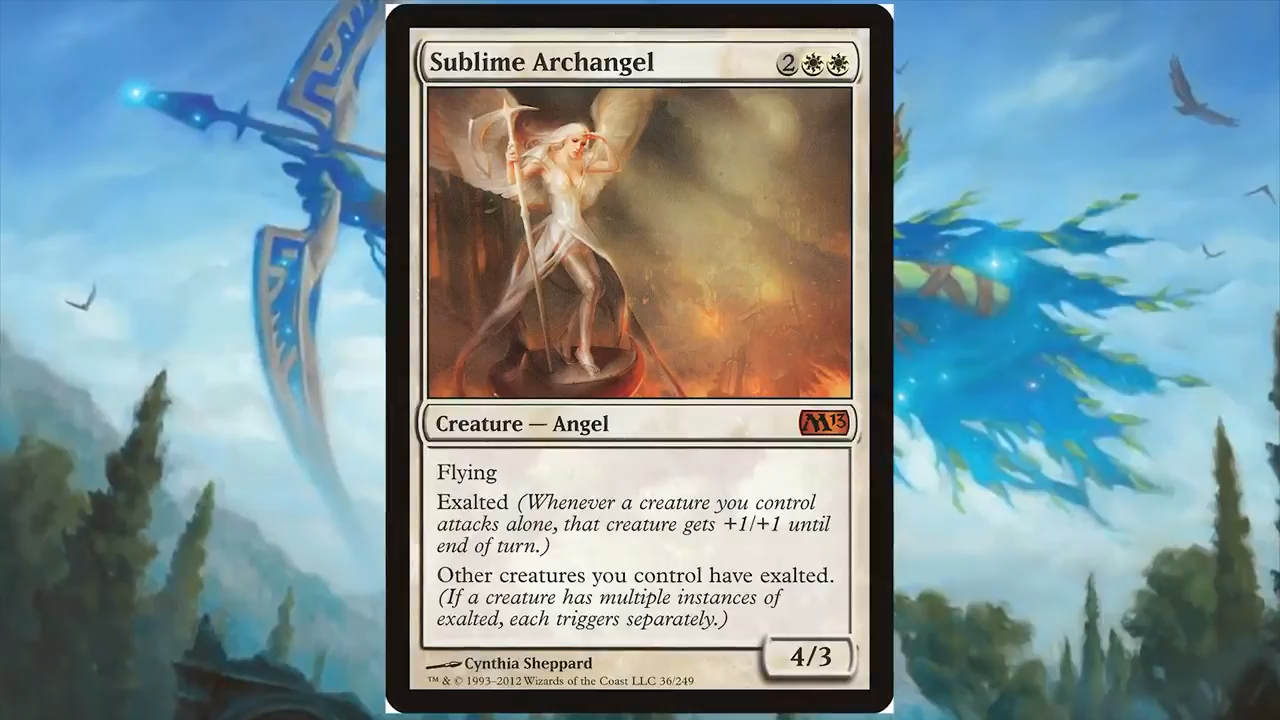 Sublime Archangel 2
Creature — Angel M13
Flying
Exalted (Whenever a creature you control
attacks alone, that creature gets +1/+1 until
end of turn.)
Other creatures you control have exalted.
(If a creature has multiple instances of
exalted, each triggers separately.)
4/3
Cynthia Sheppard
™ & © 1993–2012 Wizards of the Coast LLC 36/249